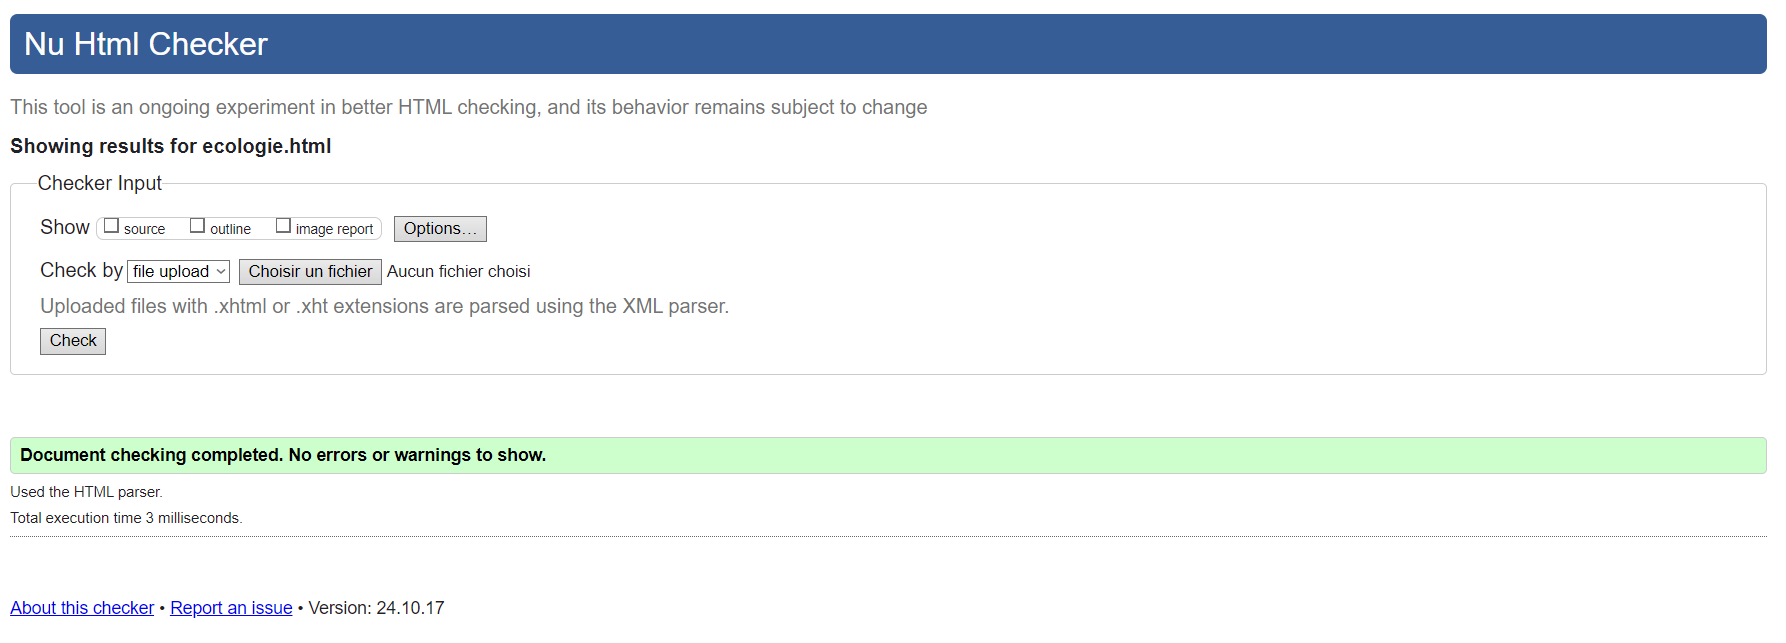 Nu Html Checker
This tool is an ongoing experiment in better HTML checking, and its behavior remains subject to change
Showing results for ecologie.html
Checker Input
Show source outline image report Options…
Check by file upload Choisir un fichier Aucun fichier choisi
Uploaded files with .xhtml or .xht extensions are parsed using the XML parser.
Check
Document checking completed. No errors or warnings to show.
Used the HTML parser.
Total execution time 3 milliseconds.
About this checker • Report an issue • Version: 24.10.17